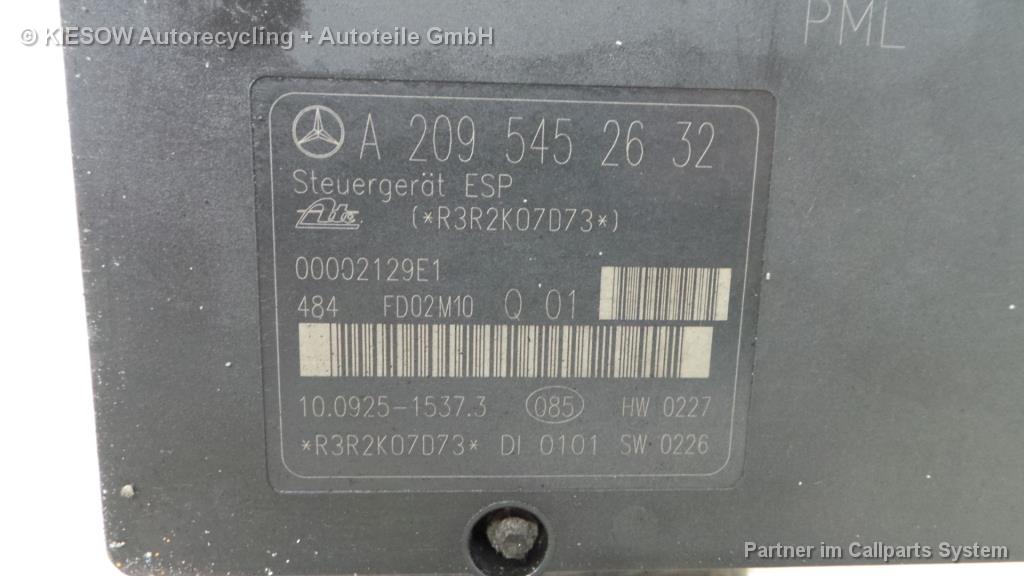 © KIESOW Autorecycling + Autoteile GmbH
PML
A 209 545 26 32
Steuergerät ESP
Ate (*R3R2K07D73*)
00002129E1
484 FD02M10 Q 01
10.0925-1537.3 085 HW 0227
*R3R2K07D73* DI 0101 SW 0226
Partner im Callparts System